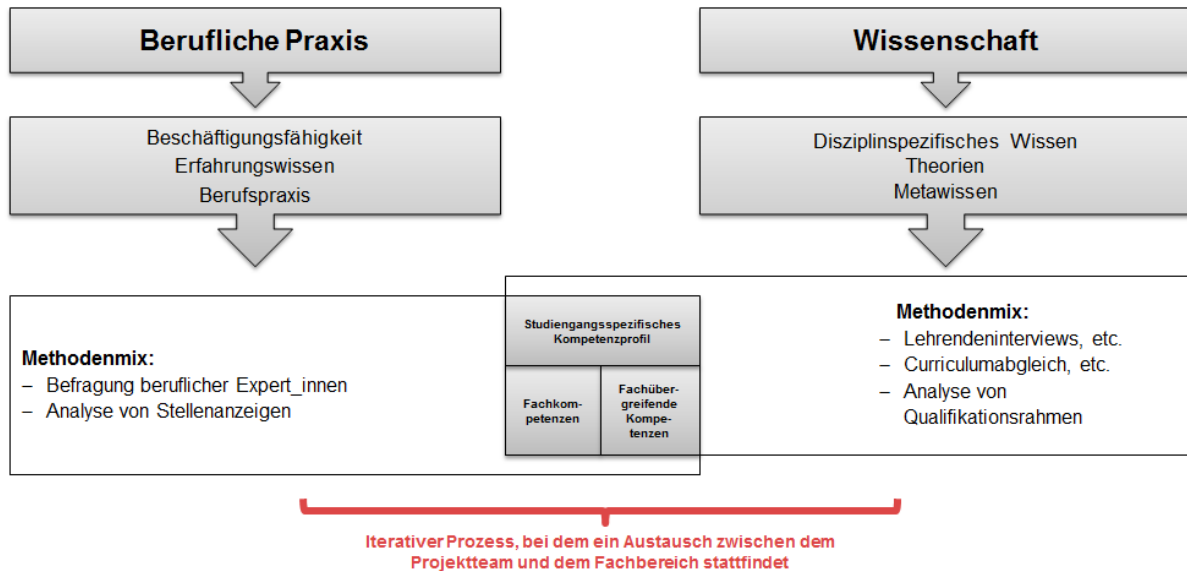 Berufliche Praxis
Beschäftigungsfähigkeit
Erfahrungswissen
Berufspraxis
Methodenmix:
– Befragung beruflicher Expert_innen
– Analyse von Stellenanzeigen
Wissenschaft
Disziplinspezifisches Wissen
Theorien
Metawissen
Methodenmix:
– Lehrendeninterviews, etc.
– Curriculumabgleich, etc.
– Analyse von
Qualifikationsrahmen
Studiengangsspezifisches
Kompetenzprofil
Fachkom-
petenzen
Fachüber-
greifende
Kompe-
tenzen
Iterativer Prozess, bei dem ein Austausch zwischen dem
Projektteam und dem Fachbereich stattfindet